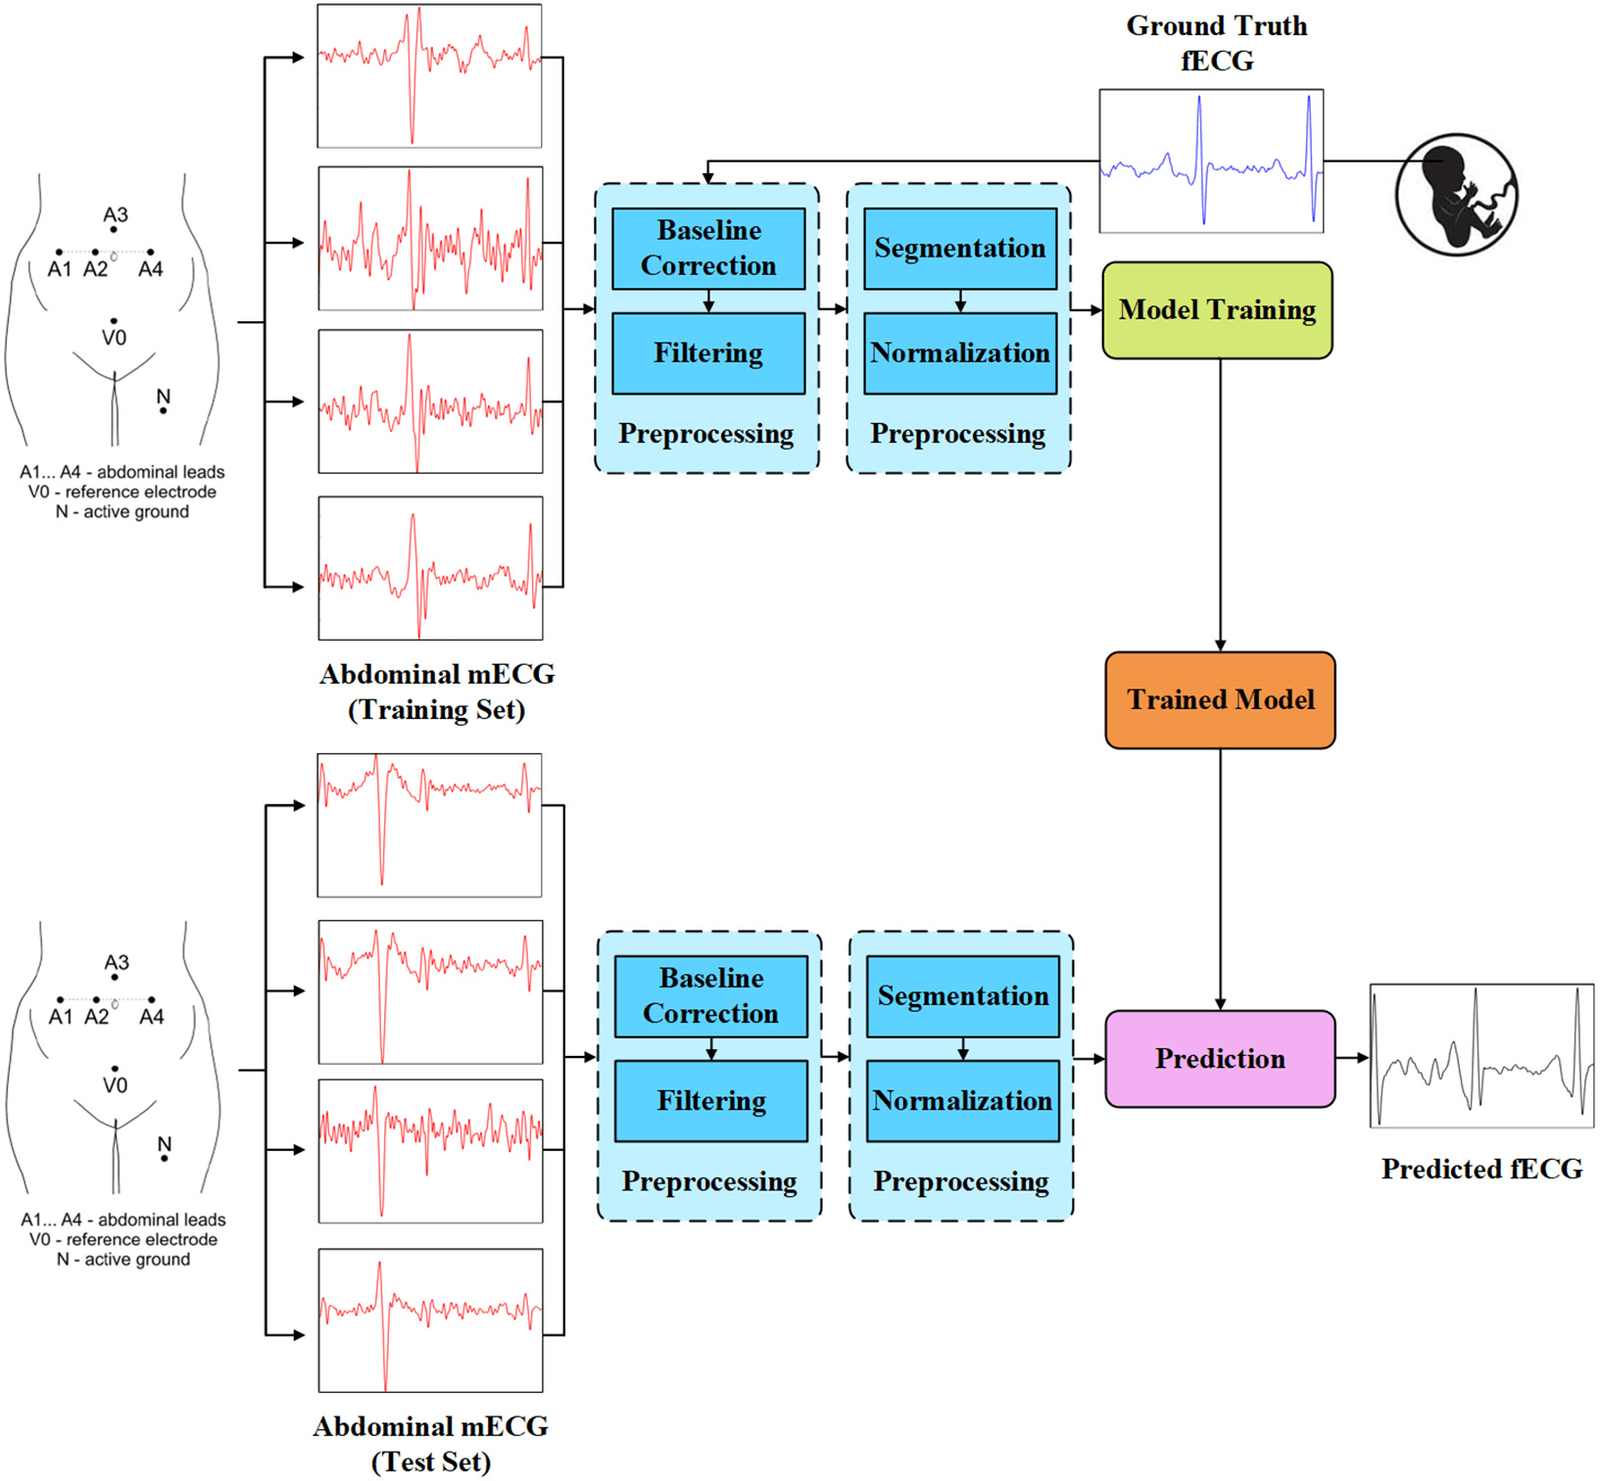 Ground Truth
fECG
A3
A1 A2 A4
V0
N
A1... A4 - abdominal leads
V0 - reference electrode
N - active ground
Baseline
Correction
Filtering
Preprocessing
Segmentation
Normalization
Preprocessing
Model Training
Abdominal mECG
(Training Set)
Trained Model
A3
A1 A2 A4
V0
N
A1... A4 - abdominal leads
V0 - reference electrode
N - active ground
Baseline
Correction
Filtering
Preprocessing
Segmentation
Normalization
Preprocessing
Prediction
Predicted fECG
Abdominal mECG
(Test Set)